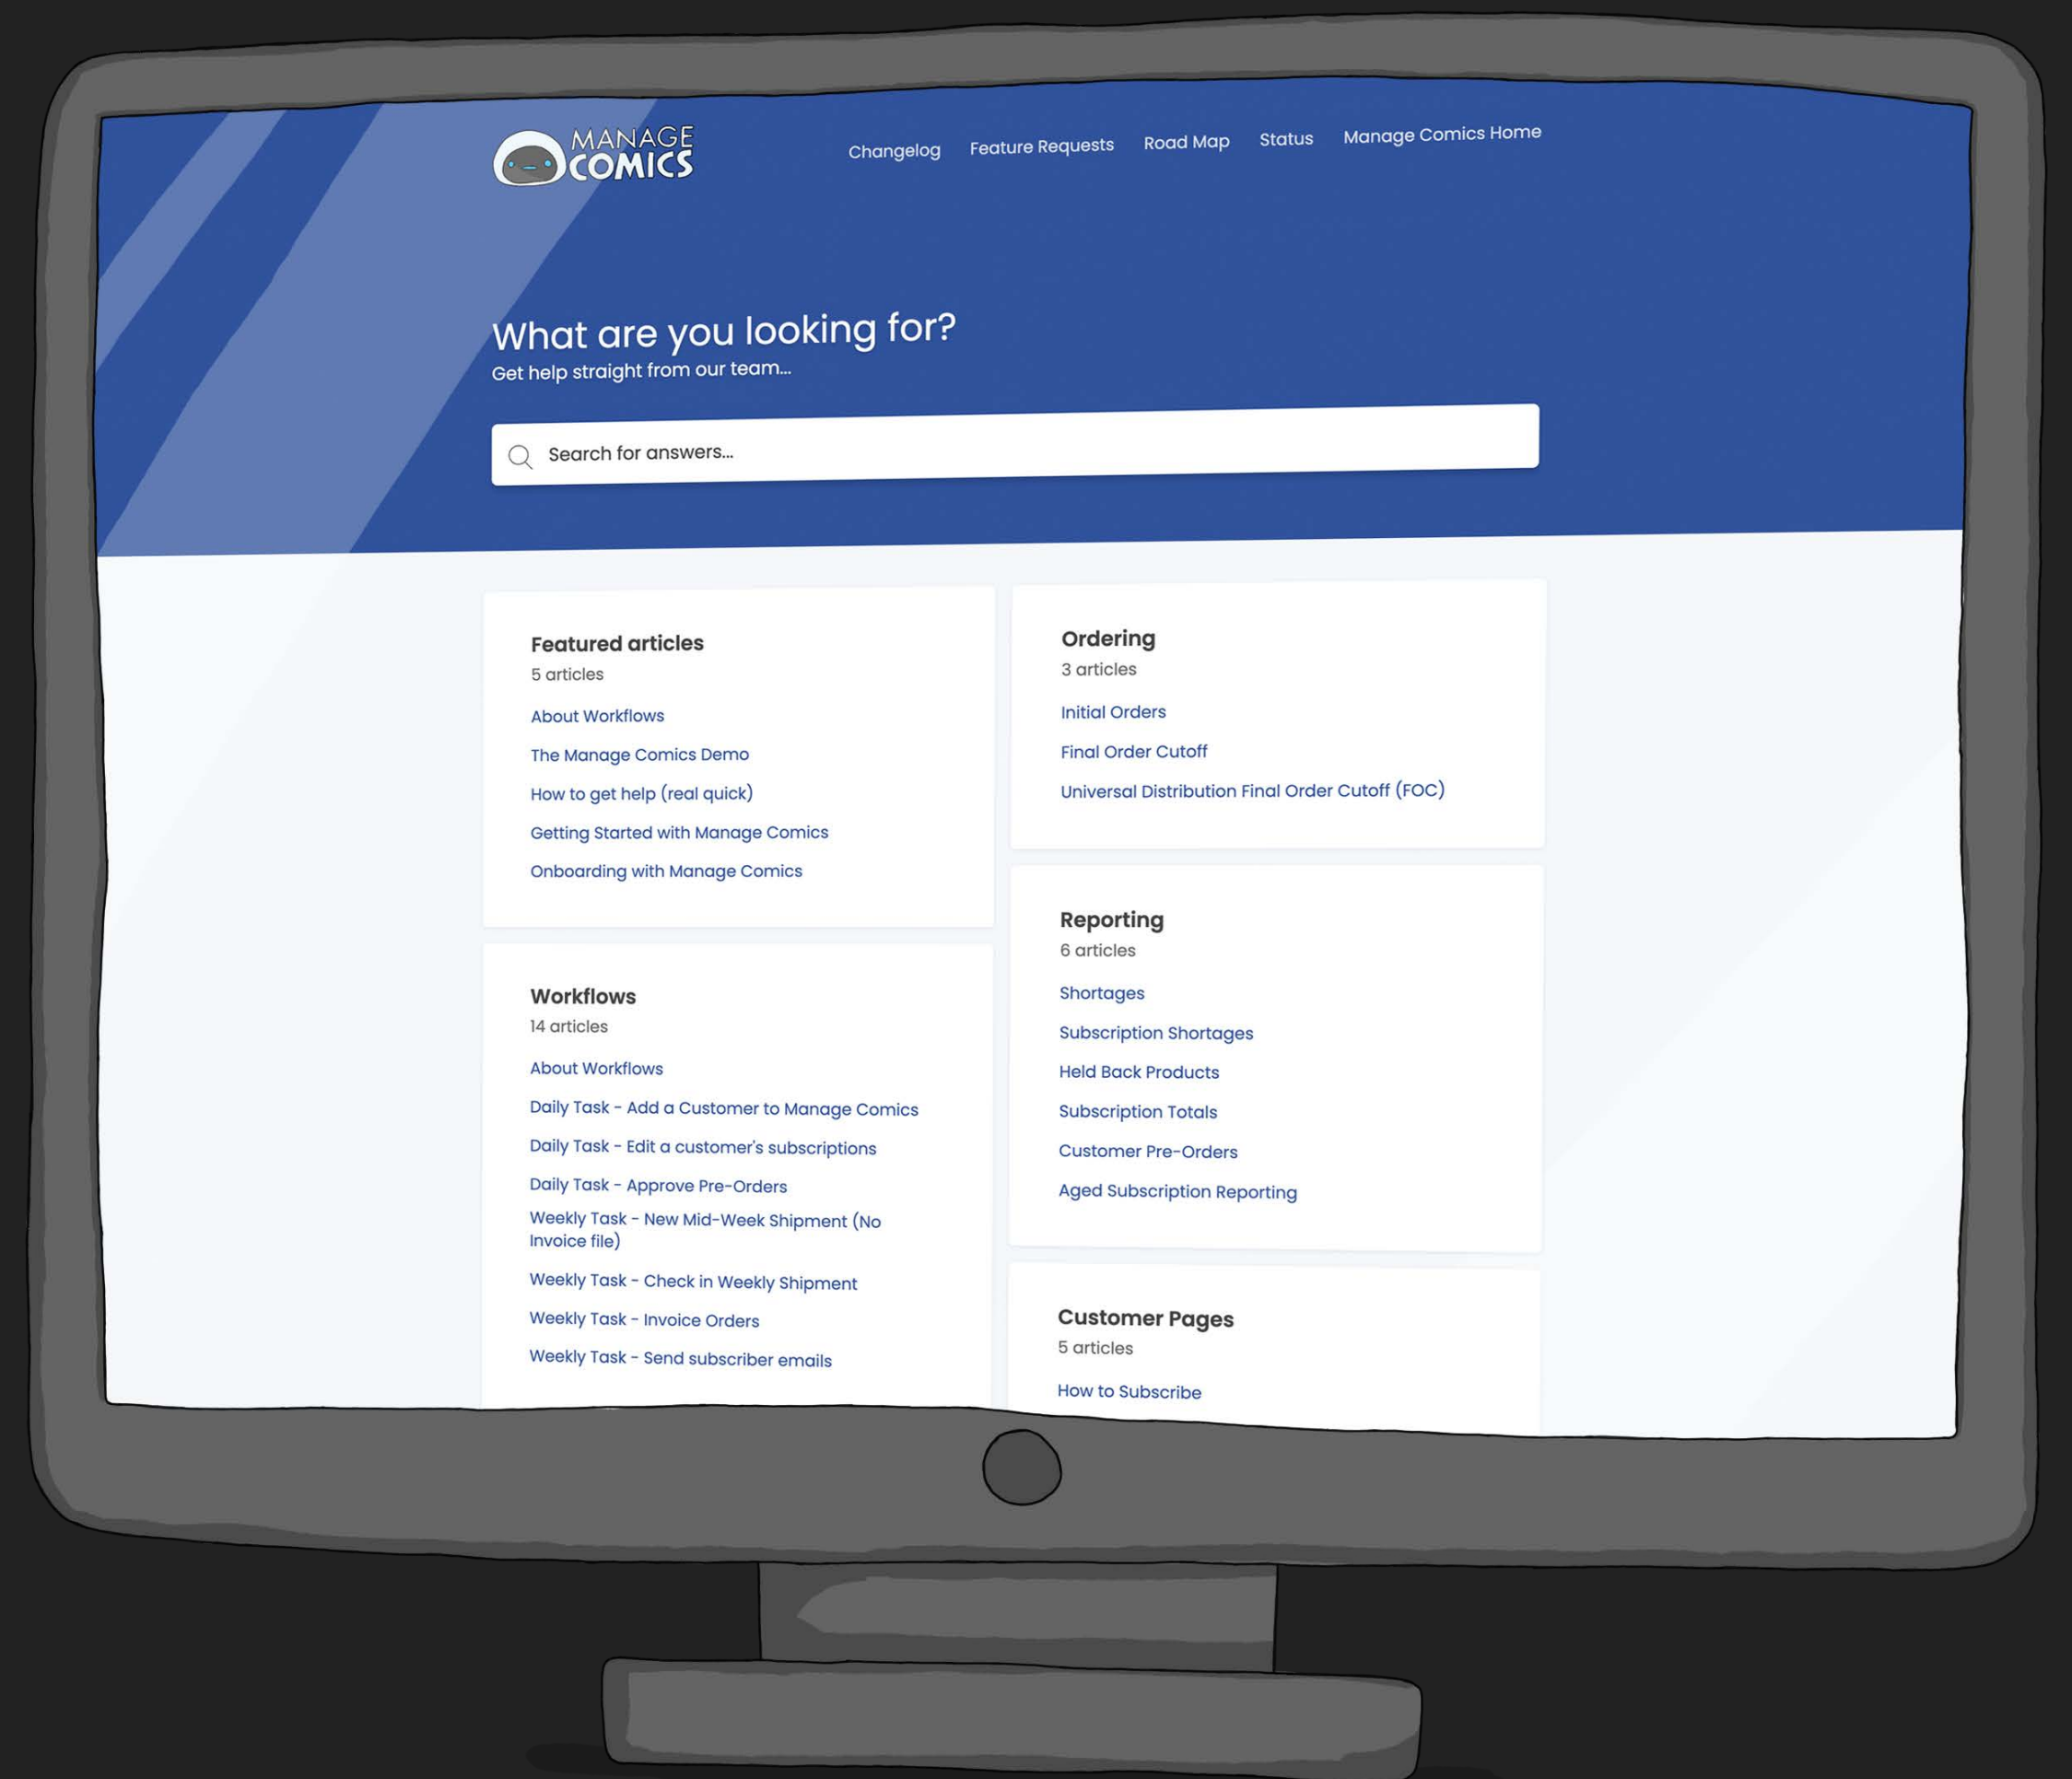 MANAGE
COMICS
Changelog
Feature Requests
Road Map
Status
Manage Comics Home
What are you looking for?
Get help straight from our team...
Search for answers...
Featured articles
5 articles
About Workflows
The Manage Comics Demo
How to get help (real quick)
Getting Started with Manage Comics
Onboarding with Manage Comics
Workflows
14 articles
About Workflows
Daily Task - Add a Customer to Manage Comics
Daily Task - Edit a customer's subscriptions
Daily Task - Approve Pre-Orders
Weekly Task - New Mid-Week Shipment (No
Invoice file)
Weekly Task - Check in Weekly Shipment
Weekly Task - Invoice Orders
Weekly Task - Send subscriber emails
Ordering
3 articles
Initial Orders
Final Order Cutoff
Universal Distribution Final Order Cutoff (FOC)
Reporting
6 articles
Shortages
Subscription Shortages
Held Back Products
Subscription Totals
Customer Pre-Orders
Aged Subscription Reporting
Customer Pages
5 articles
How to Subscribe